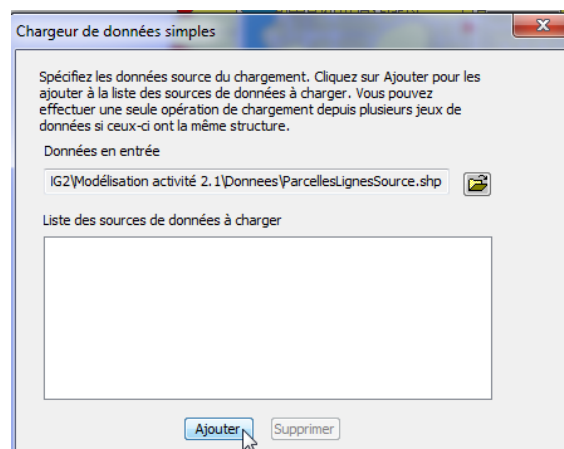 Chargeur de données simples
Spécifiez les données source du chargement. Cliquez sur Ajouter pour les
ajouter à la liste des sources de données à charger. Vous pouvez
effectuer une seule opération de chargement depuis plusieurs jeux de
données si ceux-ci ont la même structure.
Données en entrée
IG2\Modélisation activité 2.1\Donnees\ParcellesLignesSource.shp
Liste des sources de données à charger
Ajouter
Supprimer